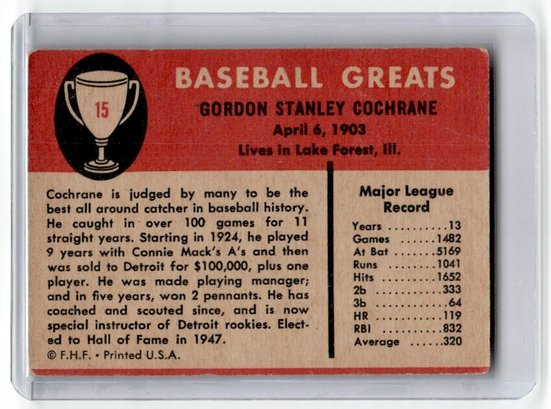 15
BASEBALL GREATS
GORDON STANLEY COCHRANE
April 6, 1903
Lives in Lake Forest, Ill.
Cochrane is judged by many to be the
best all around catcher in baseball history.
He caught in over 100 games for 11
straight years. Starting in 1924, he played
9 years with Connie Mack's A's and then
was sold to Detroit for $100,000, plus one
player. He was made playing manager;
and in five years, won 2 pennants. He has
coached and scouted since, and is now
special instructor of Detroit rookies. Elect-
ed to Hall of Fame in 1947.
© F.H.F. • Printed U.S.A.
Major League
Record
Years ............13
Games ........1482
At Bat ........5169
Runs ..........1041
Hits ............1652
2b ................333
3b ..................64
HR ................119
RBI ..............832
Average ......320